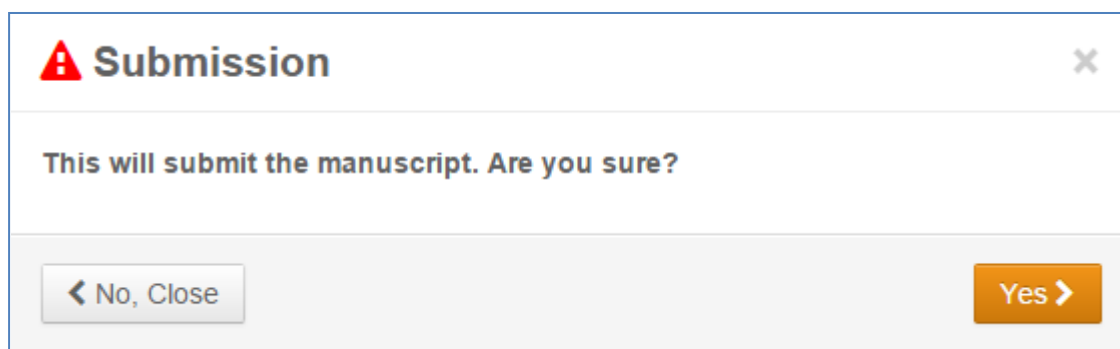 Submission
This will submit the manuscript. Are you sure?
No, Close
Yes